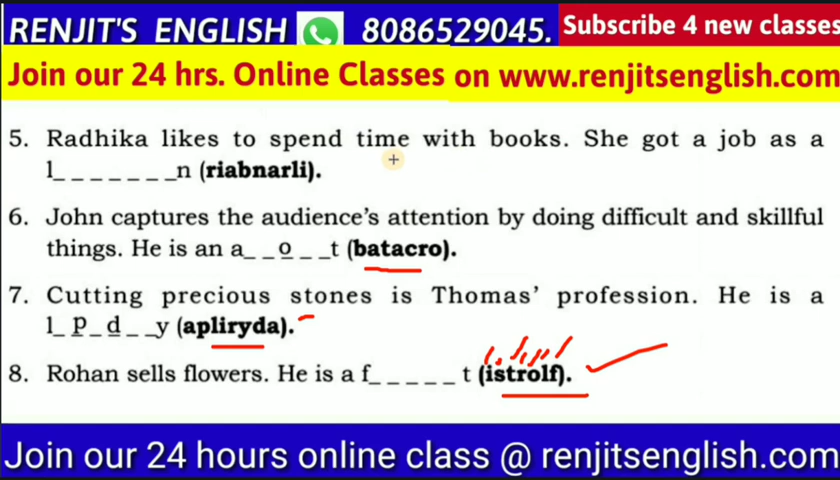 RENJIT'S ENGLISH 8086529045. Subscribe 4 new classes
Join our 24 hrs. Online Classes on www.renjitsenglish.com
5. Radhika likes to spend time with books. She got a job as a
l_ _ _ _ _ _ _n (riabnarli).
6. John captures the audience's attention by doing difficult and skillful
things. He is an a_ _o_ _t (batacro).
7. Cutting precious stones is Thomas' profession. He is a
l_ p_ d_ _y (apliryda).
8. Rohan sells flowers. He is a f_ _ _ _ _ t (istrolf).
Join our 24 hours online class @ renjitsenglish.com